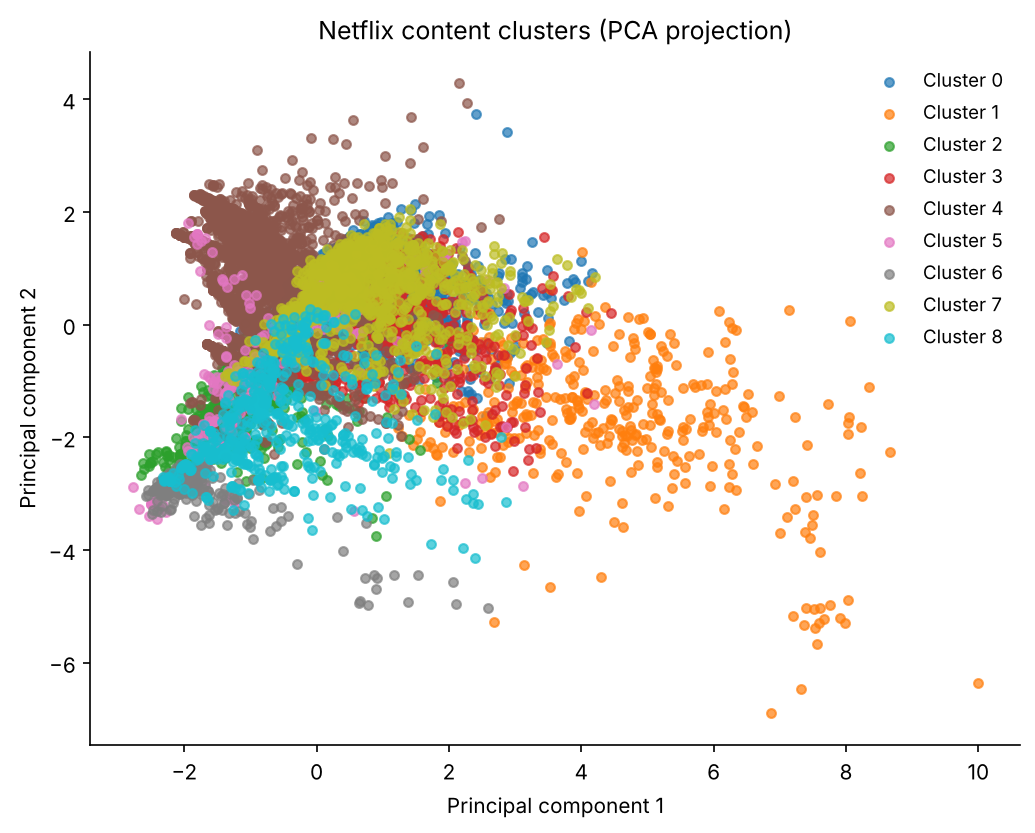 Netflix content clusters (PCA projection)
Cluster 0
Cluster 1
Cluster 2
Cluster 3
Cluster 4
Cluster 5
Cluster 6
Cluster 7
Cluster 8
Principal component 2
4
2
0
−2
−4
−6
−2 0 2 4 6 8 10
Principal component 1